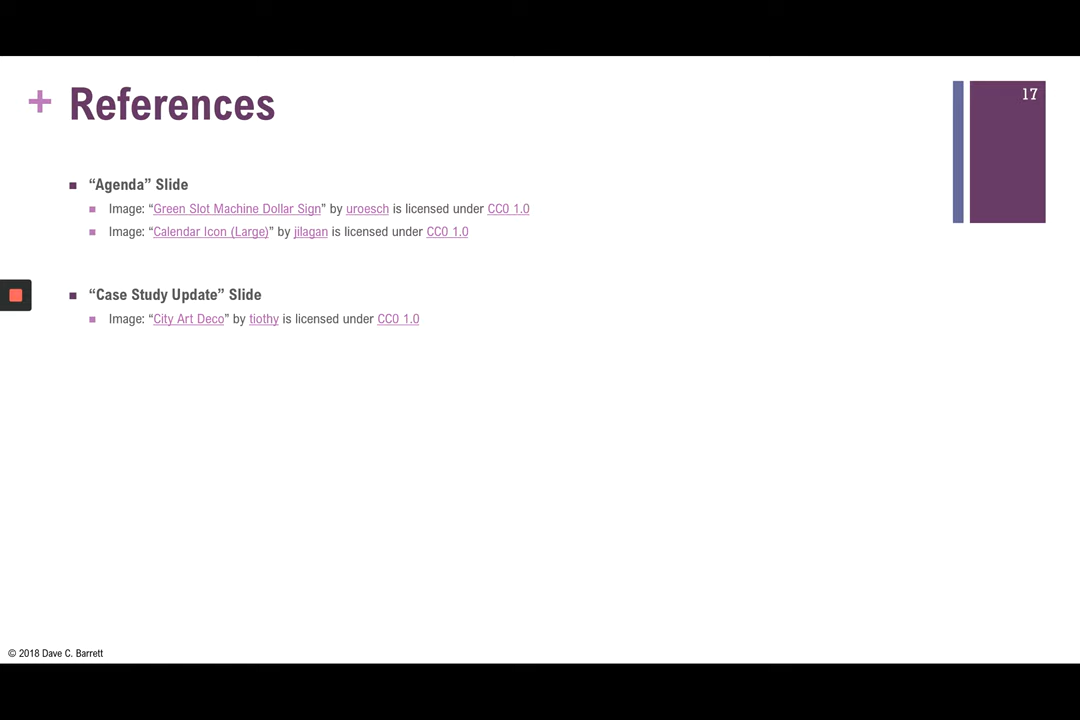 + References
17
“Agenda” Slide
Image: “Green Slot Machine Dollar Sign” by uroesch is licensed under CC0 1.0
Image: “Calendar Icon (Large)” by jilagan is licensed under CC0 1.0
“Case Study Update” Slide
Image: “City Art Deco” by tiothy is licensed under CC0 1.0
© 2018 Dave C. Barrett